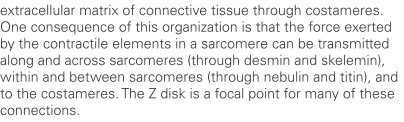 extracellular matrix of connective tissue through costameres.
One consequence of this organization is that the force exerted
by the contractile elements in a sarcomere can be transmitted
along and across sarcomeres (through desmin and skelemin),
within and between sarcomeres (through nebulin and titin), and
to the costameres. The Z disk is a focal point for many of these
connections.